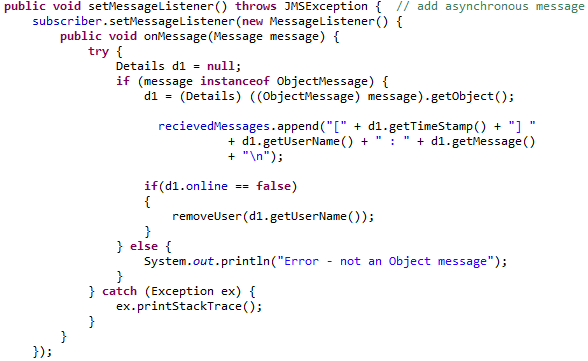 public void setMessageListener() throws JMSException {  // add asynchronous message
    subscriber.setMessageListener(new MessageListener() {
        public void onMessage(Message message) {
            try {
                Details d1 = null;
                if (message instanceof ObjectMessage) {
                    d1 = (Details) ((ObjectMessage) message).getObject();

                      recievedMessages.append("[" + d1.getTimeStamp() + "] "
                                + d1.getUserName() + " : " + d1.getMessage()
                                + "\n");

                    if(d1.online == false)
                    {
                        removeUser(d1.getUserName());
                    }
                } else {
                    System.out.println("Error - not an Object message");
                }
            } catch (Exception ex) {
                ex.printStackTrace();
            }
        }
    });